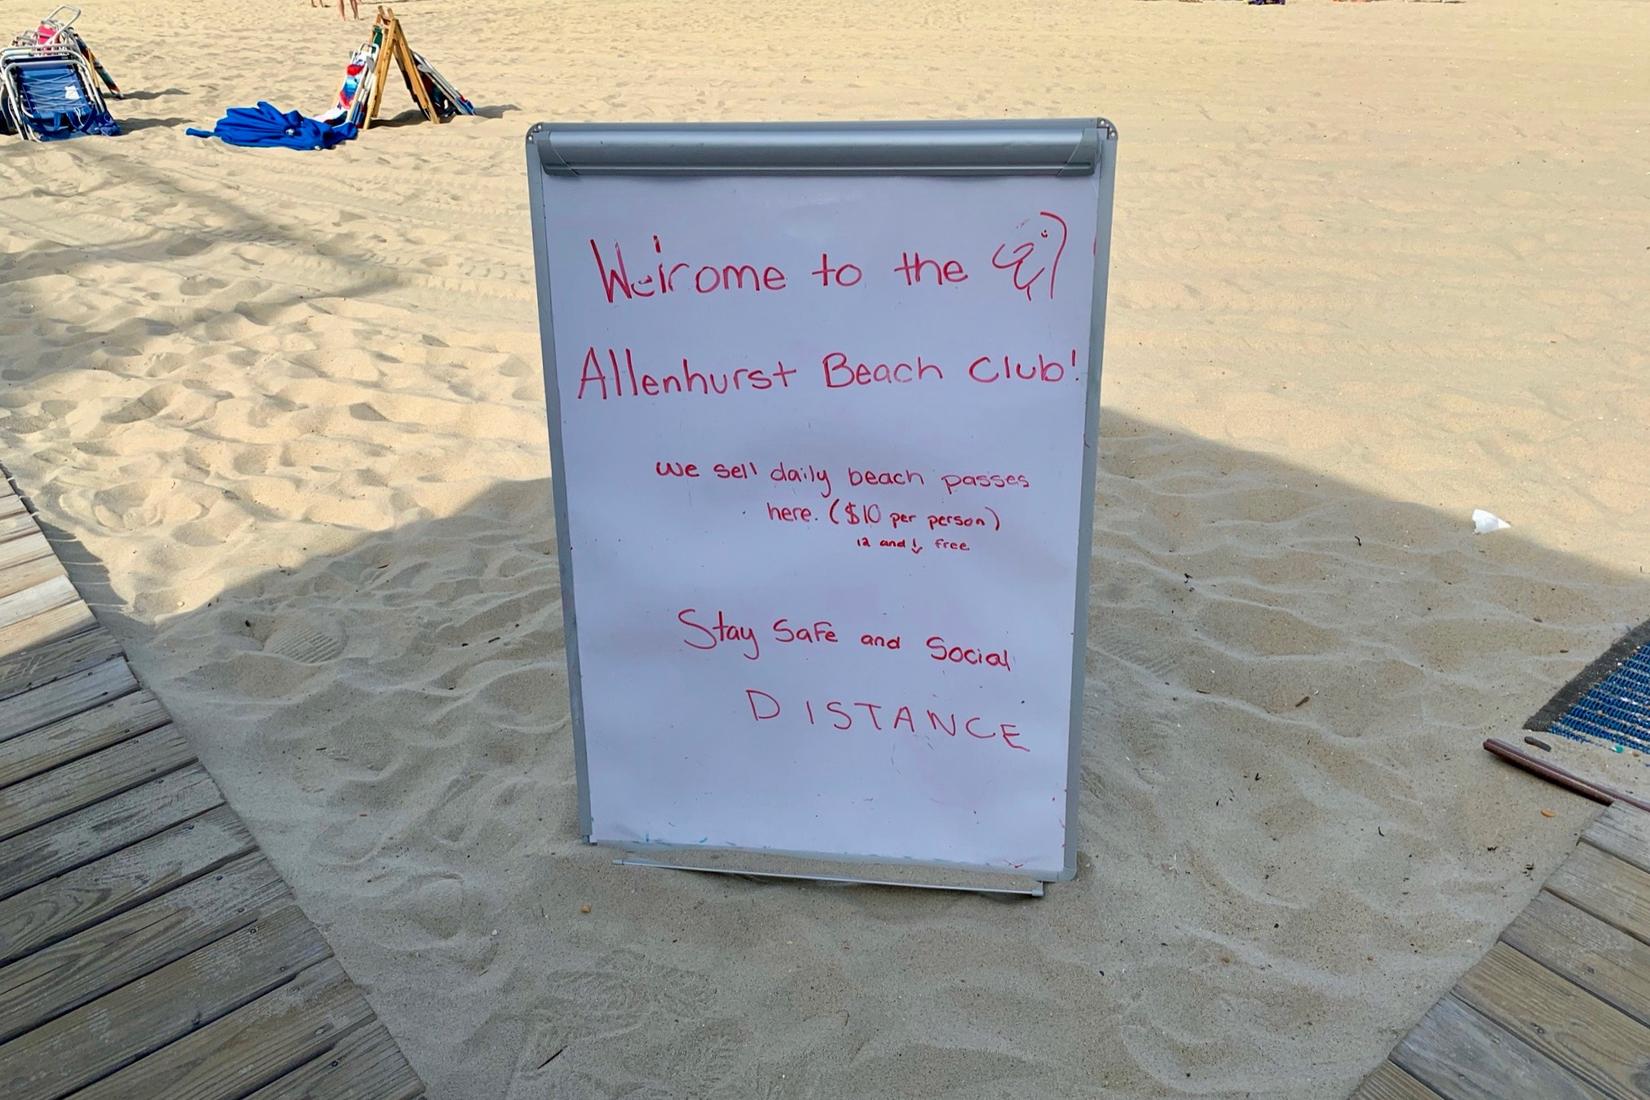 Welcome to the
Allenhurst Beach Club!
we sell daily beach passes
here. ($10 per person)
12 and ↓ free
Stay Safe and Social
DISTANCE